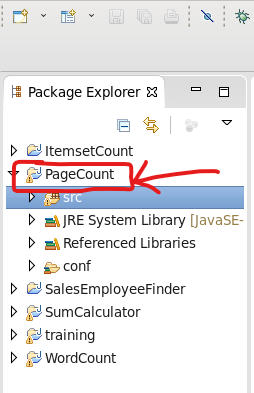 Package Explorer
ItemsetCount
PageCount
src
JRE System Library [JavaSE-
Referenced Libraries
conf
SalesEmployeeFinder
SumCalculator
training
WordCount